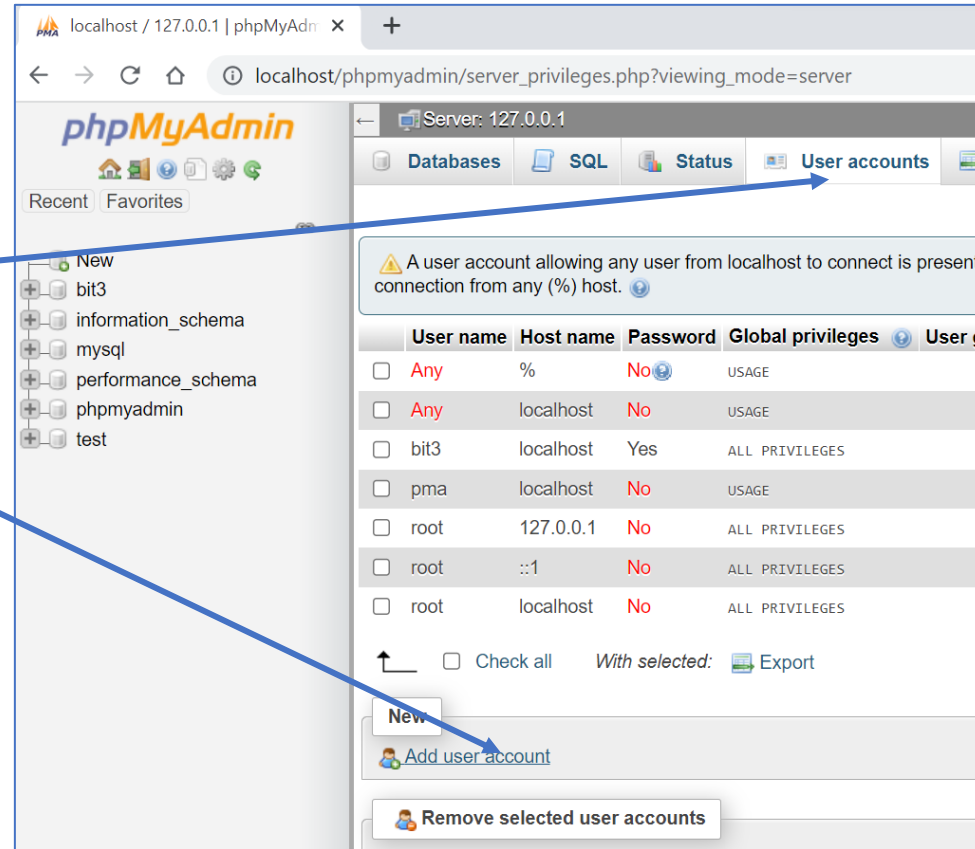 localhost / 127.0.0.1 | phpMyAdm
localhost/phpmyadmin/server_privileges.php?viewing_mode=server
phpMyAdmin
Recent Favorites
New
bit3
information_schema
mysql
performance_schema
phpmyadmin
test
Server: 127.0.0.1
Databases SQL Status User accounts
A user account allowing any user from localhost to connect is present
connection from any (%) host.
User name Host name Password Global privileges User
Any % No USAGE
Any localhost No USAGE
bit3 localhost Yes ALL PRIVILEGES
pma localhost No USAGE
root 127.0.0.1 No ALL PRIVILEGES
root ::1 No ALL PRIVILEGES
root localhost No ALL PRIVILEGES
Check all With selected: Export
New
Add user account
Remove selected user accounts